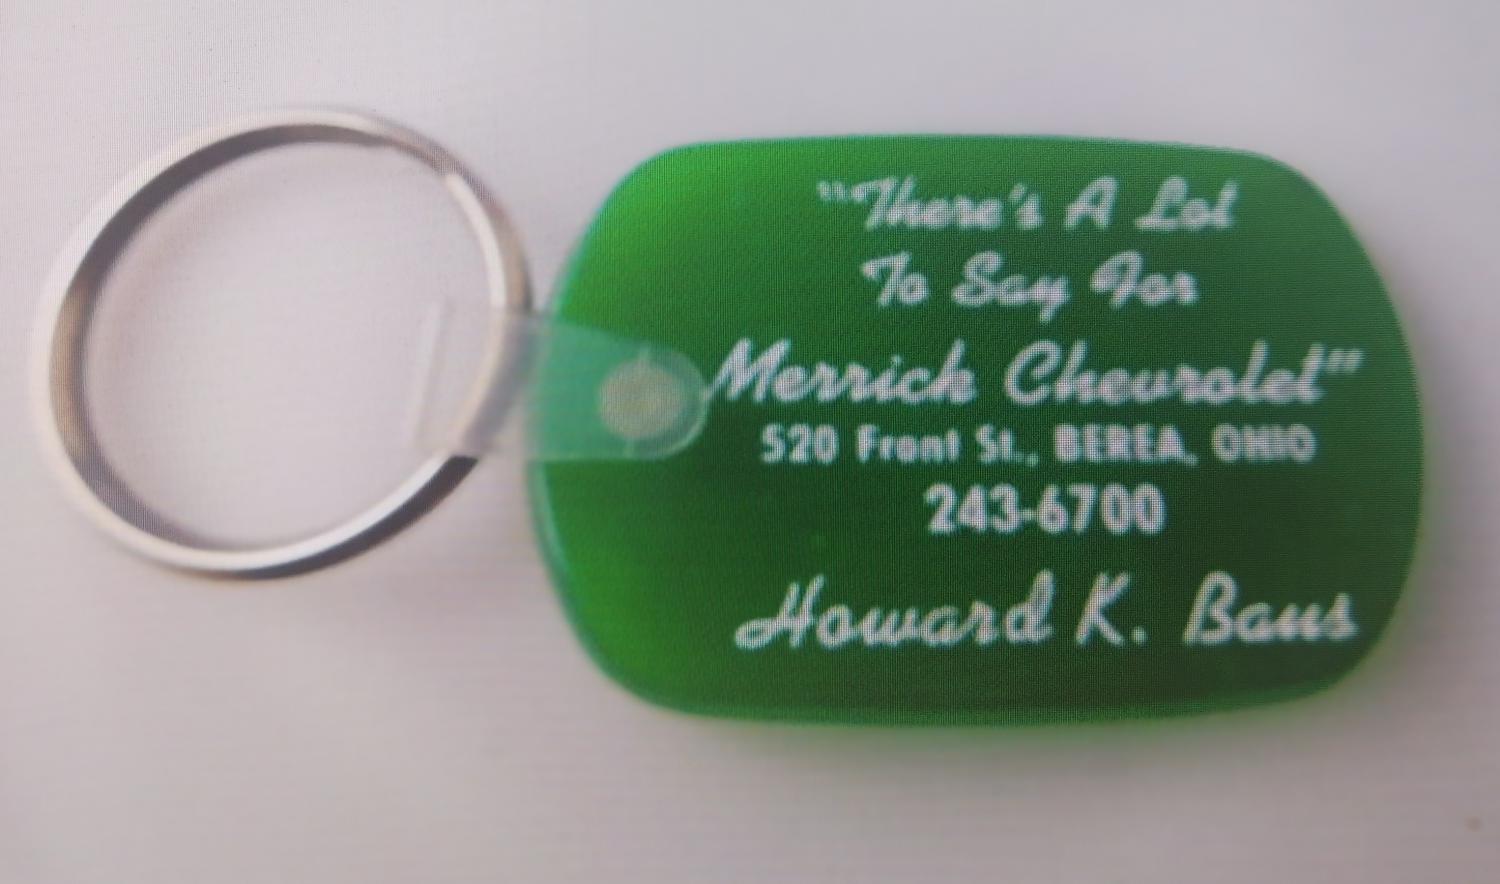 "There's A Lot
To Say For
Merrick Chevrolet"
520 Front St., BEREA, OHIO
243-6700
Howard K. Baus